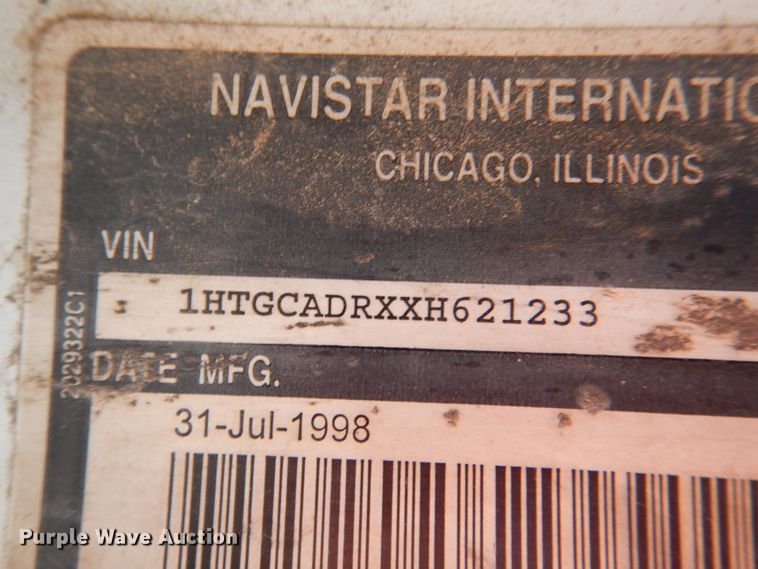 NAVISTAR INTERNATIO
CHICAGO, ILLINOIS
VIN
1HTGCADRXXH621233
2029322C1
DATE MFG.
31-Jul-1998
Purple Wave Auction